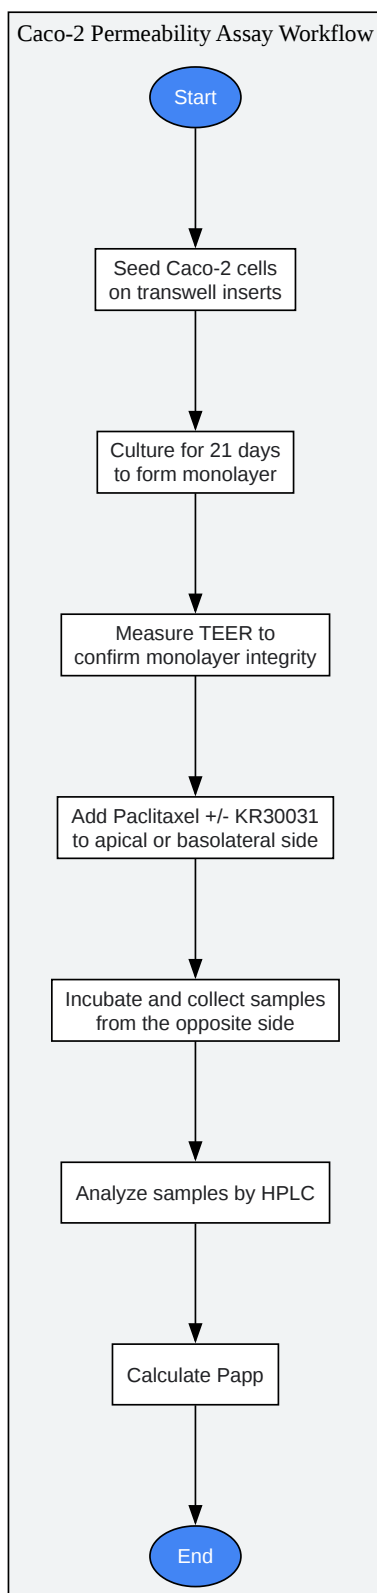 Caco-2 Permeability Assay Workflow
Start
Seed Caco-2 cells
on transwell inserts
Culture for 21 days
to form monolayer
Measure TEER to
confirm monolayer integrity
Add Paclitaxel +/- KR30031
to apical or basolateral side
Incubate and collect samples
from the opposite side
Analyze samples by HPLC
Calculate Papp
End